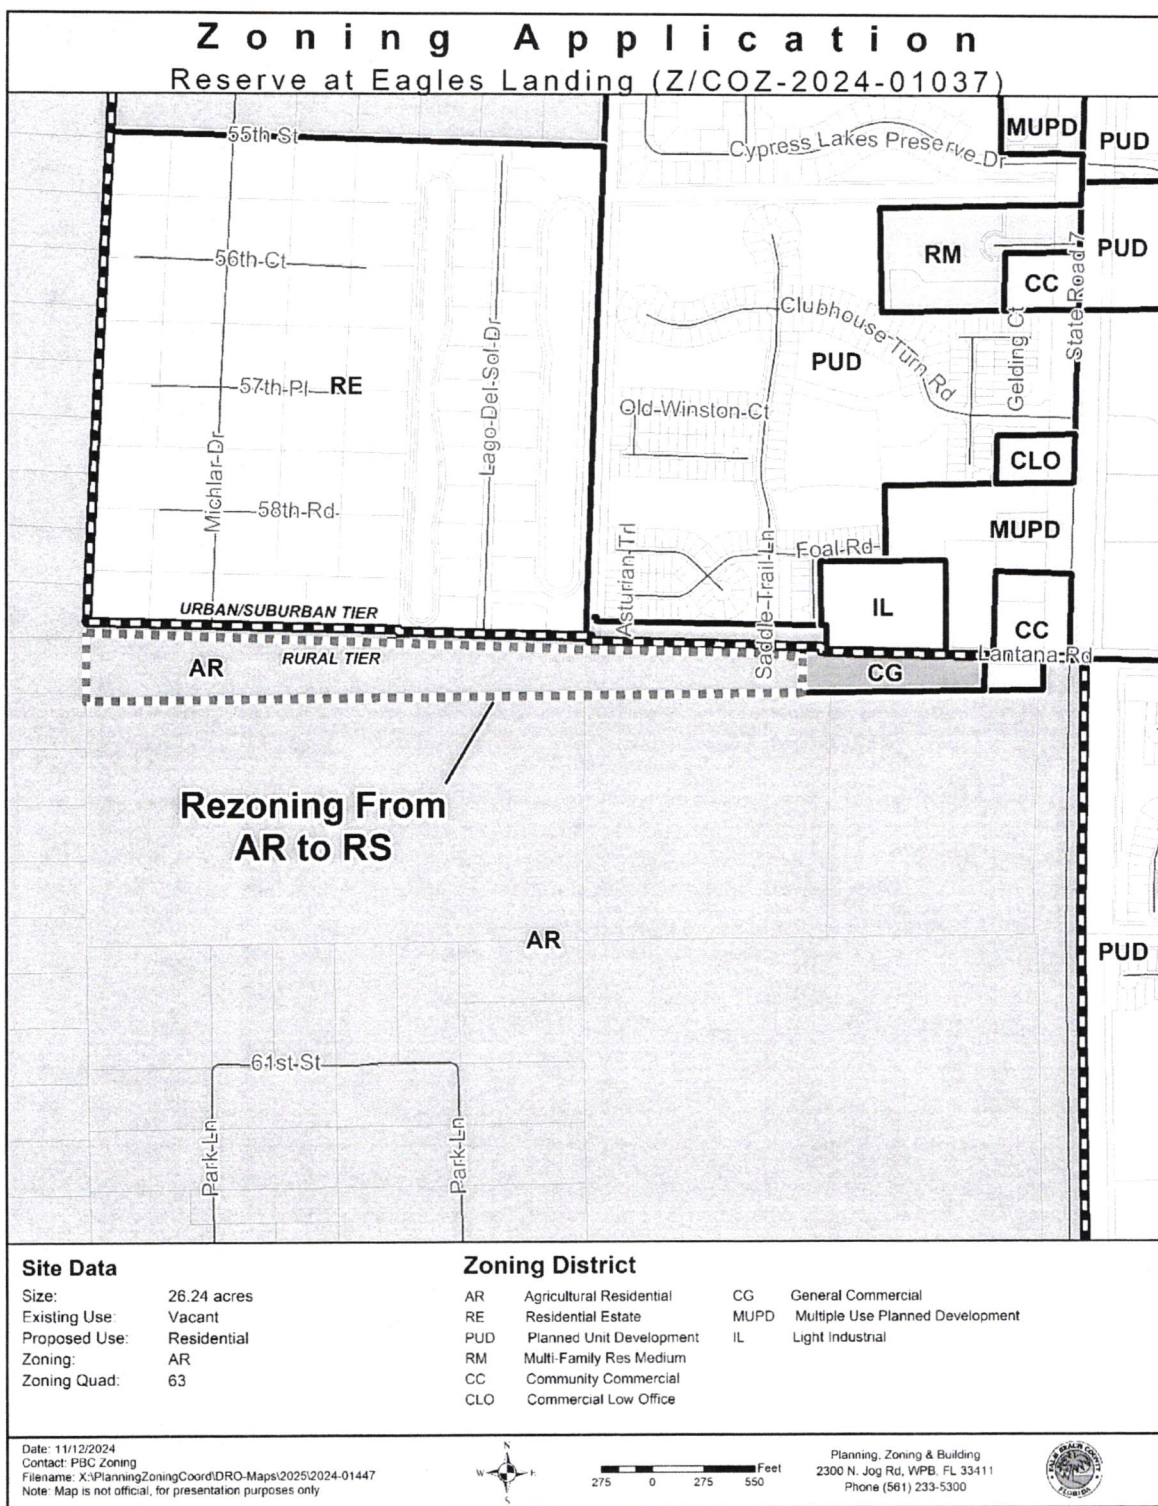 Zoning Application
Reserve at Eagles Landing (Z/COZ-2024-01037)
55th St
Cypress Lakes Preserve Dr
MUPD
PUD
56th Ct
RM
PUD
CC
State Road 7
Lago Del Sol Dr
Clubhouse Turn Rd
Gelding Ct
PUD
57th Pl
RE
Old Winston Ct
Michlar Dr
CLO
58th Rd
MUPD
Asturian Trl
Saddle Trail Ln
Foal Rd
IL
URBAN/SUBURBAN TIER
CC
RURAL TIER
Lantana Rd
AR
CG
Rezoning From
AR to RS
AR
PUD
61st St
Park Ln
Park Ln
Site Data
Size: 26.24 acres
Existing Use: Vacant
Proposed Use: Residential
Zoning: AR
Zoning Quad: 63
Zoning District
AR Agricultural Residential
RE Residential Estate
PUD Planned Unit Development
RM Multi-Family Res Medium
CC Community Commercial
CLO Commercial Low Office
CG General Commercial
MUPD Multiple Use Planned Development
IL Light Industrial
Date: 11/12/2024
Contact: PBC Zoning
Filename: X:\PlanningZoningCoord\DRO-Maps\2025\2024-01447
Note: Map is not official, for presentation purposes only
N
W E
S
Feet
275 0 275 550
Planning, Zoning & Building
2300 N. Jog Rd, WPB, FL 33411
Phone (561) 233-5300
PALM BEACH COUNTY
FLORIDA